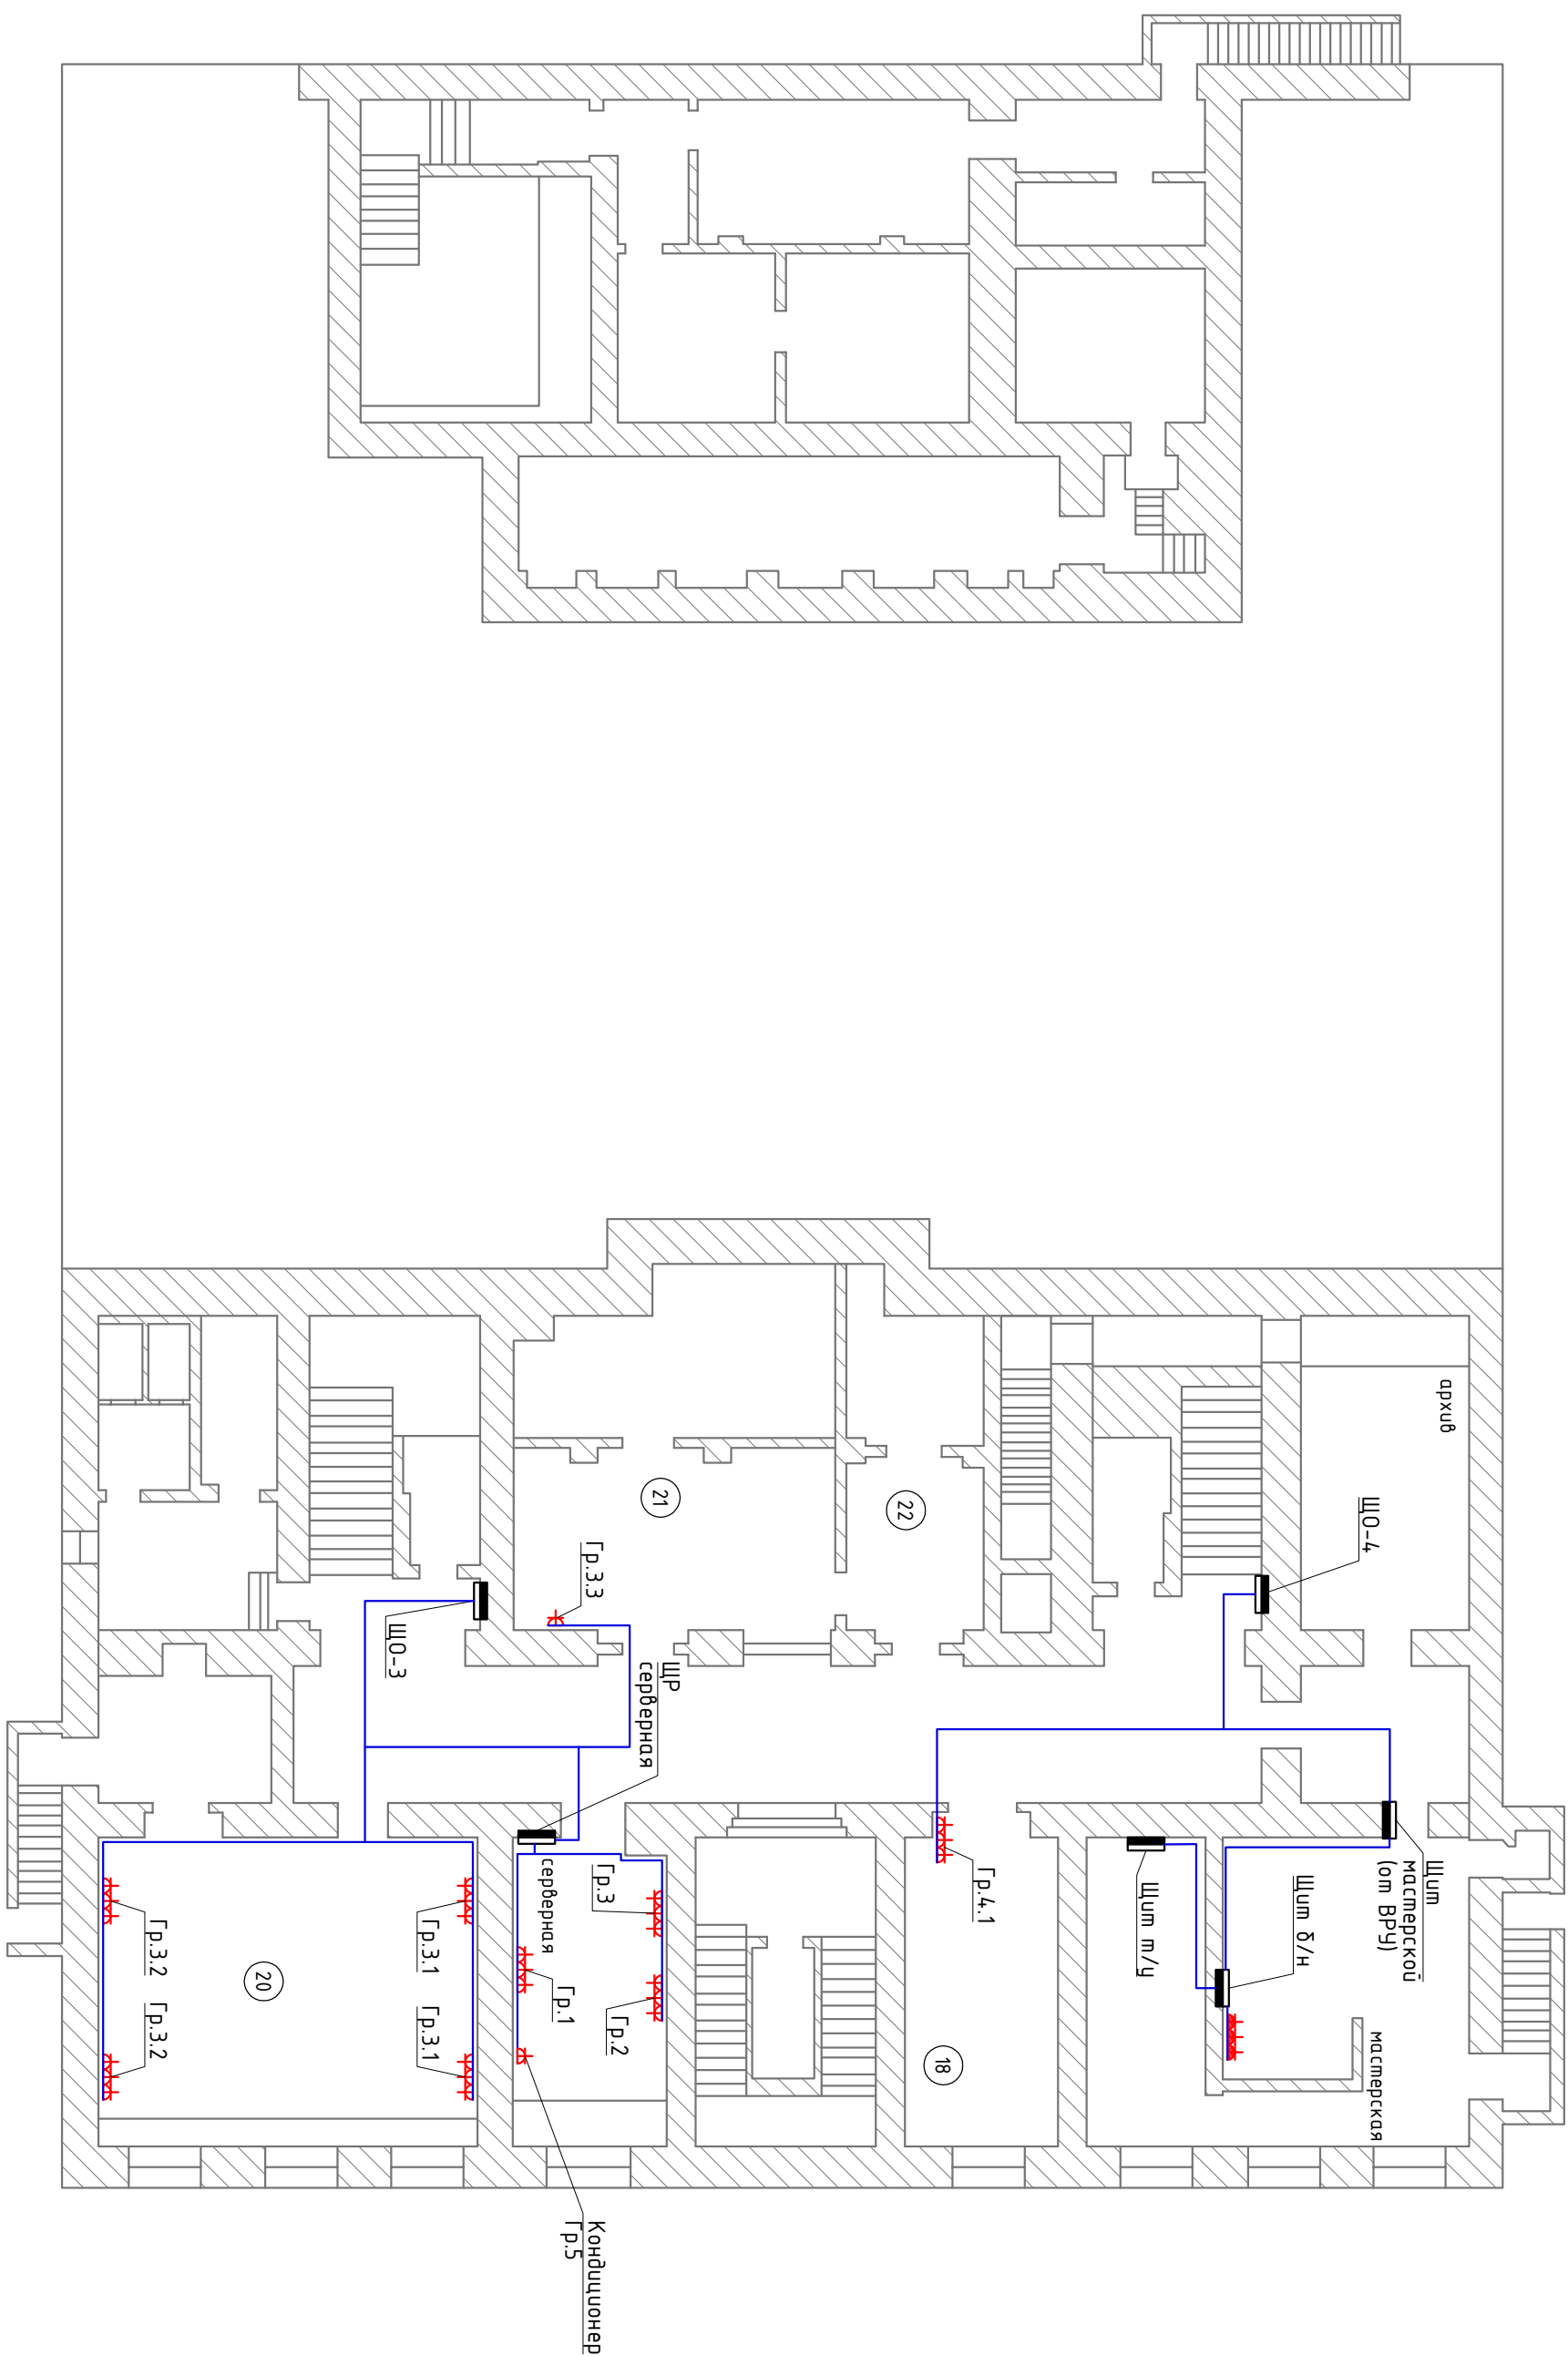 архив
ЩО-4
Щит
мастерской
(от ВРУ)
Щит б/н
Щит т/у
мастерская
22
21
Гр.3.3
ЩР
серверная
ЩО-3
Гр.4.1
18
Гр.3
серверная
Гр.1
Гр.2
Гр.3.1
Гр.3.1
20
Гр.3.2
Гр.3.2
Кондиционер
Гр.5